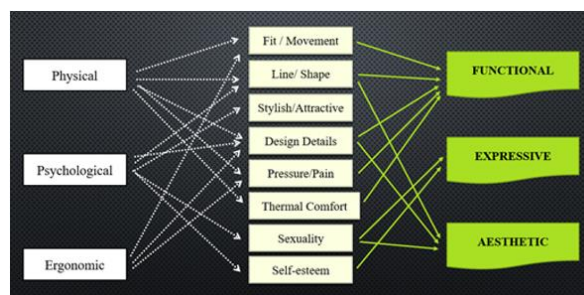 Physical
Psychological
Ergonomic
Fit / Movement
Line/ Shape
Stylish/Attractive
Design Details
Pressure/Pain
Thermal Comfort
Sexuality
Self-esteem
FUNCTIONAL
EXPRESSIVE
AESTHETIC